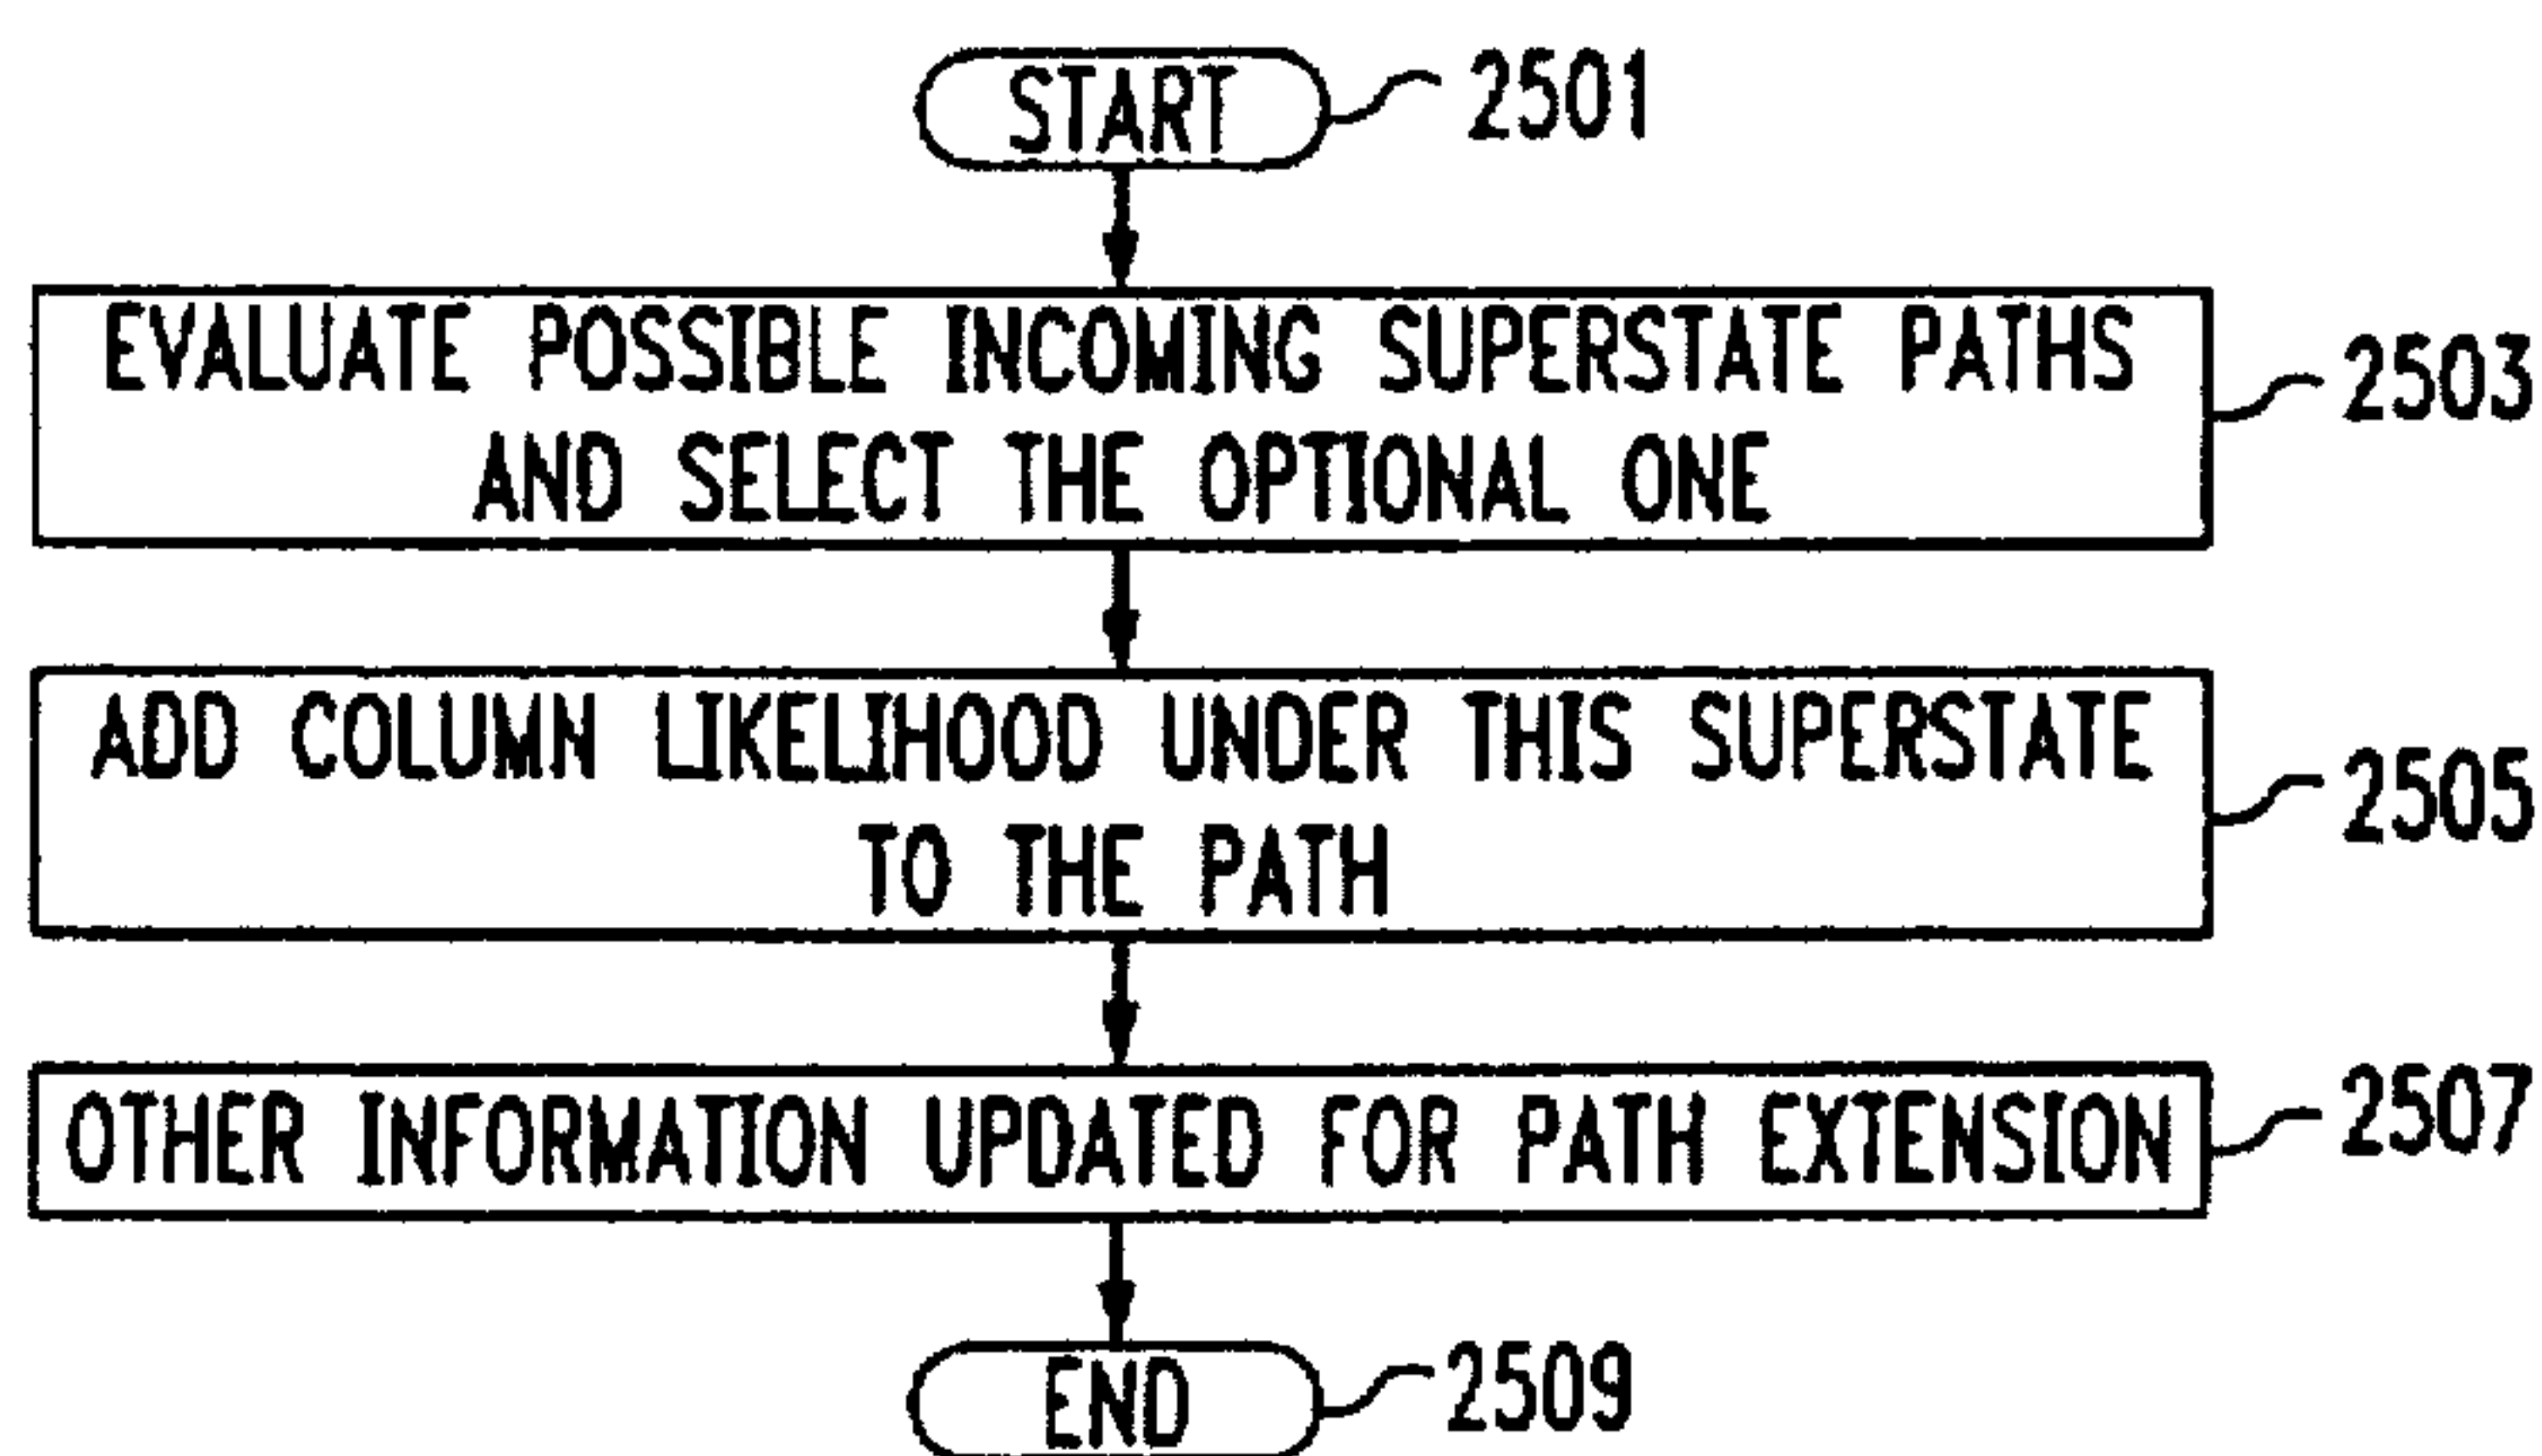 START
2501
EVALUATE POSSIBLE INCOMING SUPERSTATE PATHS
AND SELECT THE OPTIONAL ONE
2503
ADD COLUMN LIKELIHOOD UNDER THIS SUPERSTATE
TO THE PATH
2505
OTHER INFORMATION UPDATED FOR PATH EXTENSION
2507
END
2509